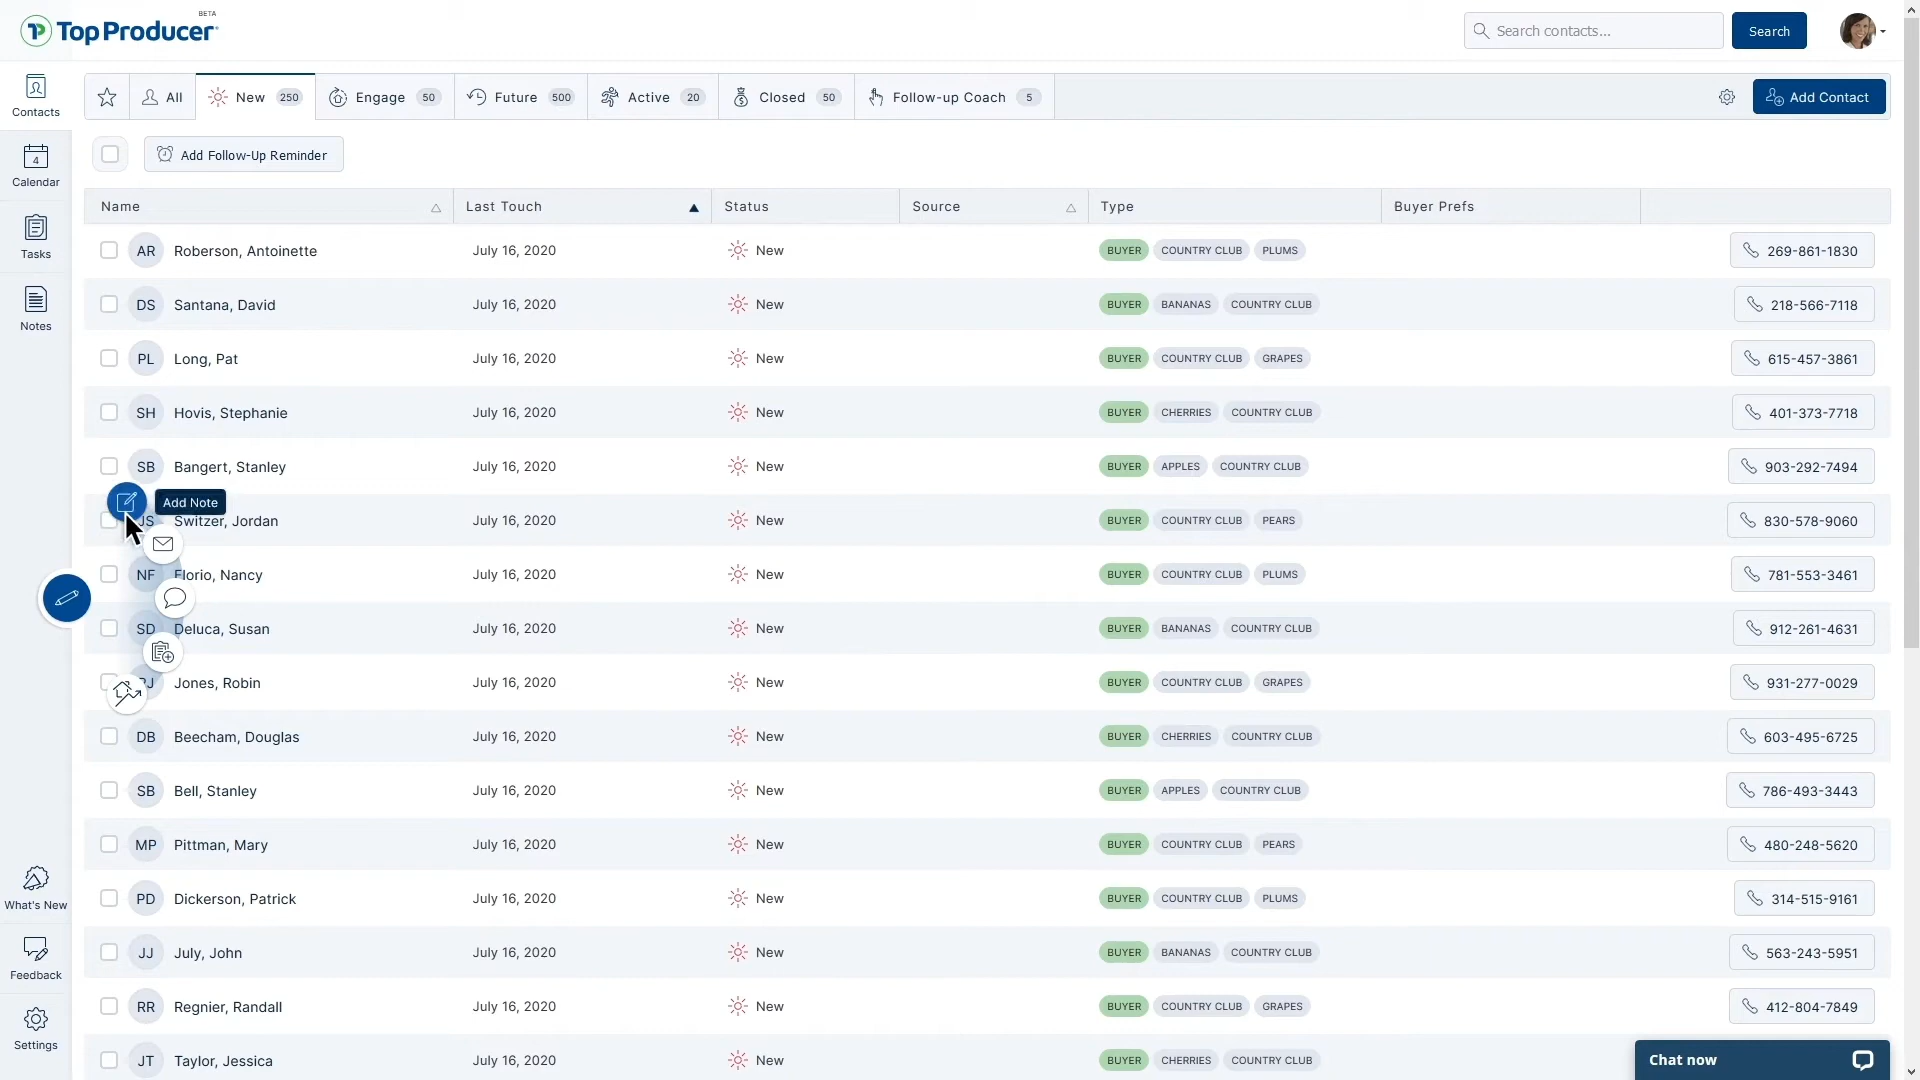 BETA
Top Producer
Search contacts...
Search
Contacts
All
New 250
Engage 50
Future 500
Active 20
Closed 50
Follow-up Coach 5
Add Contact
Add Follow-Up Reminder
4
Calendar
Tasks
Notes
Name Last Touch Status Source Type Buyer Prefs
AR Roberson, Antoinette July 16, 2020 New BUYER COUNTRY CLUB PLUMS 269-861-1830
DS Santana, David July 16, 2020 New BUYER BANANAS COUNTRY CLUB 218-566-7118
PL Long, Pat July 16, 2020 New BUYER COUNTRY CLUB GRAPES 615-457-3861
SH Hovis, Stephanie July 16, 2020 New BUYER CHERRIES COUNTRY CLUB 401-373-7718
SB Bangert, Stanley July 16, 2020 New BUYER APPLES COUNTRY CLUB 903-292-7494
Add Note
JS Switzer, Jordan July 16, 2020 New BUYER COUNTRY CLUB PEARS 830-578-9060
NF Florio, Nancy July 16, 2020 New BUYER COUNTRY CLUB PLUMS 781-553-3461
SD Deluca, Susan July 16, 2020 New BUYER BANANAS COUNTRY CLUB 912-261-4631
RJ Jones, Robin July 16, 2020 New BUYER COUNTRY CLUB GRAPES 931-277-0029
DB Beecham, Douglas July 16, 2020 New BUYER CHERRIES COUNTRY CLUB 603-495-6725
SB Bell, Stanley July 16, 2020 New BUYER APPLES COUNTRY CLUB 786-493-3443
MP Pittman, Mary July 16, 2020 New BUYER COUNTRY CLUB PEARS 480-248-5620
PD Dickerson, Patrick July 16, 2020 New BUYER COUNTRY CLUB PLUMS 314-515-9161
JJ July, John July 16, 2020 New BUYER BANANAS COUNTRY CLUB 563-243-5951
RR Regnier, Randall July 16, 2020 New BUYER COUNTRY CLUB GRAPES 412-804-7849
JT Taylor, Jessica July 16, 2020 New BUYER CHERRIES COUNTRY CLUB
What's New
Feedback
Settings
Chat now